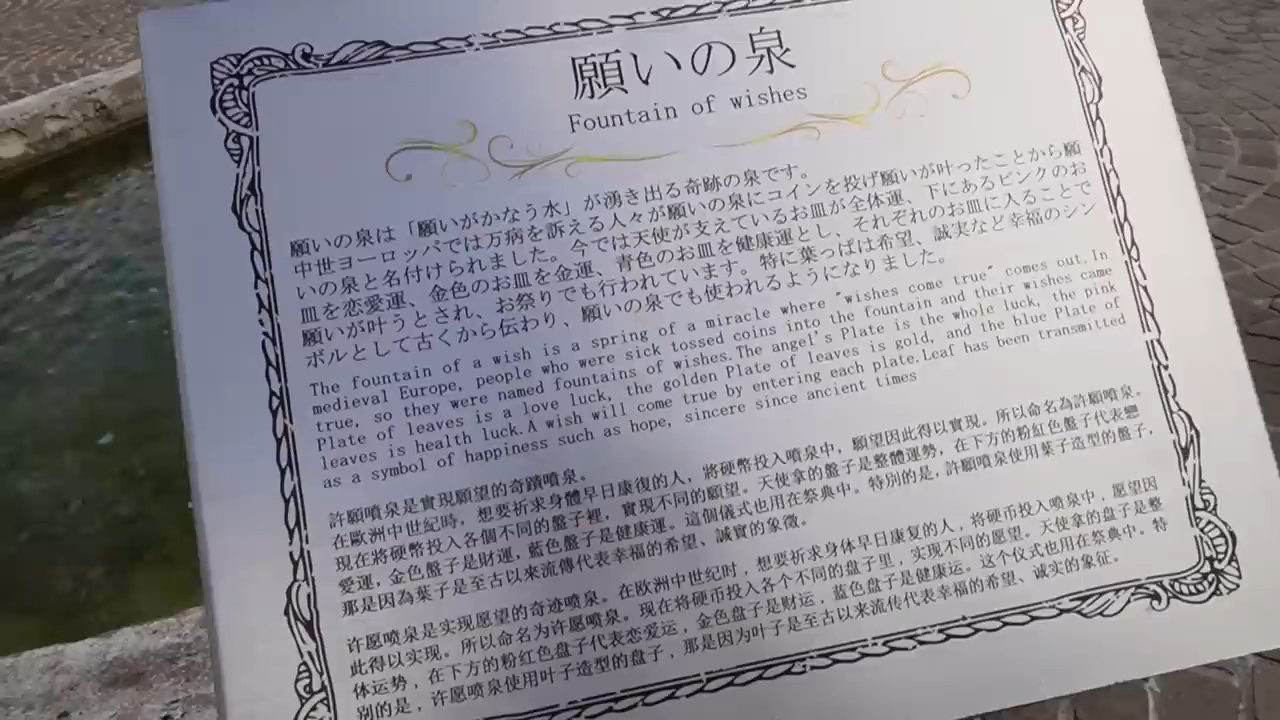 願いの泉
Fountain of wishes
願いの泉は「願いがかなう水」が湧き出る奇跡の泉です。
中世ヨーロッパでは万病を訴える人々が願いの泉にコインを投げ願いが叶ったことから願
いの泉と名付けられました。今では天使が支えているお皿が全体運、下にあるピンクのお
皿を恋愛運、金色のお皿を金運、青色のお皿を健康運とし、それぞれのお皿に入ることで
願いが叶うとされ、お祭りでも行われています。特に葉っぱは希望、誠実など幸福のシン
ボルとして古くから伝わり、願いの泉でも使われるようになりました。
The fountain of a wish is a spring of a miracle where "wishes come true" comes out.In
medieval Europe, people who were sick tossed coins into the fountain and their wishes came
true, so they were named fountains of wishes.The angel's Plate is the whole luck, the pink
Plate of leaves is a love luck, the golden Plate of leaves is gold, and the blue Plate of
leaves is health luck.A wish will come true by entering each plate.Leaf has been transmitted
as a symbol of happiness such as hope, sincere since ancient times
許願噴泉是實現願望的奇蹟噴泉。
在歐洲中世紀時，想要祈求身體早日康復的人，將硬幣投入噴泉中，願望因此得以實現。所以命名為許願噴泉。
現在將硬幣投入各個不同的盤子裡，實現不同的願望。天使拿的盤子是整體運勢，在下方的粉紅色盤子代表戀
愛運，金色盤子是財運，藍色盤子是健康運。這個儀式也用在祭典中。特別的是，許願噴泉使用葉子造型的盤子，
那是因為葉子是至古以來流傳代表幸福的希望、誠實的象徵。
许愿喷泉是实现愿望的奇迹喷泉。在欧洲中世纪时，想要祈求身体早日康复的人，将硬币投入喷泉中，愿望因
此得以实现。所以命名为许愿喷泉。现在将硬币投入各个不同的盘子里，实现不同的愿望。天使拿的盘子是整
体运势，在下方的粉红色盘子代表恋爱运，金色盘子是财运，蓝色盘子是健康运。这个仪式也用在祭典中。特
别的是，许愿喷泉使用叶子造型的盘子，那是因为叶子是至古以来流传代表幸福的希望、诚实的象征。